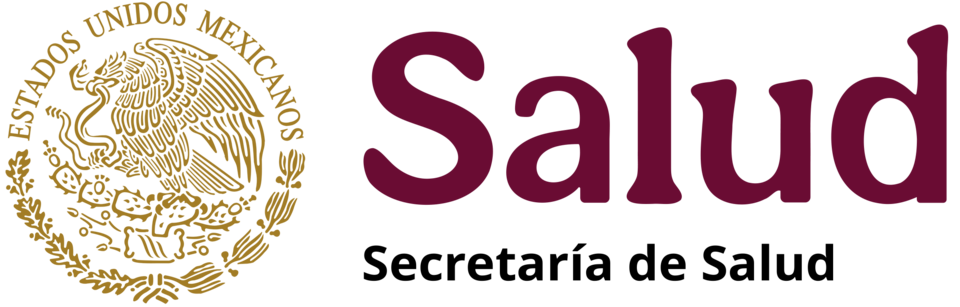 ESTADOS UNIDOS MEXICANOS
Salud
Secretaría de Salud